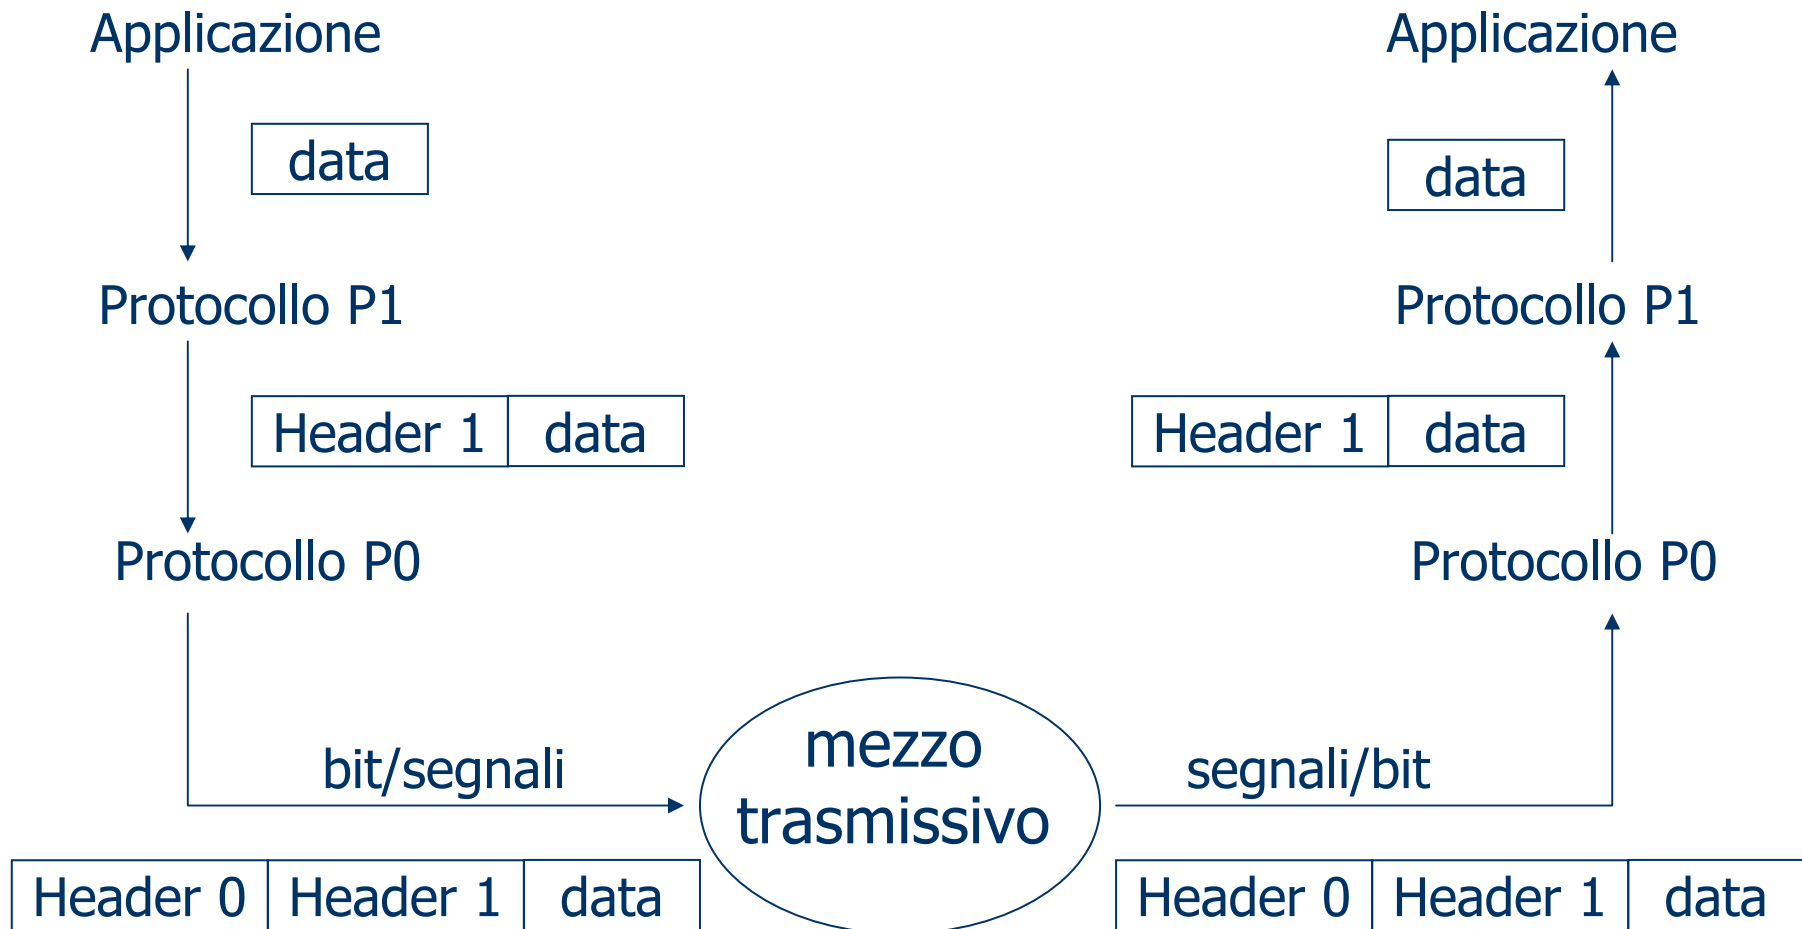 Applicazione
Applicazione
data
data
Protocollo P1
Protocollo P1
Header 1 data
Header 1 data
Protocollo P0
Protocollo P0
bit/segnali
mezzo
trasmissivo
segnali/bit
Header 0 Header 1 data
Header 0 Header 1 data